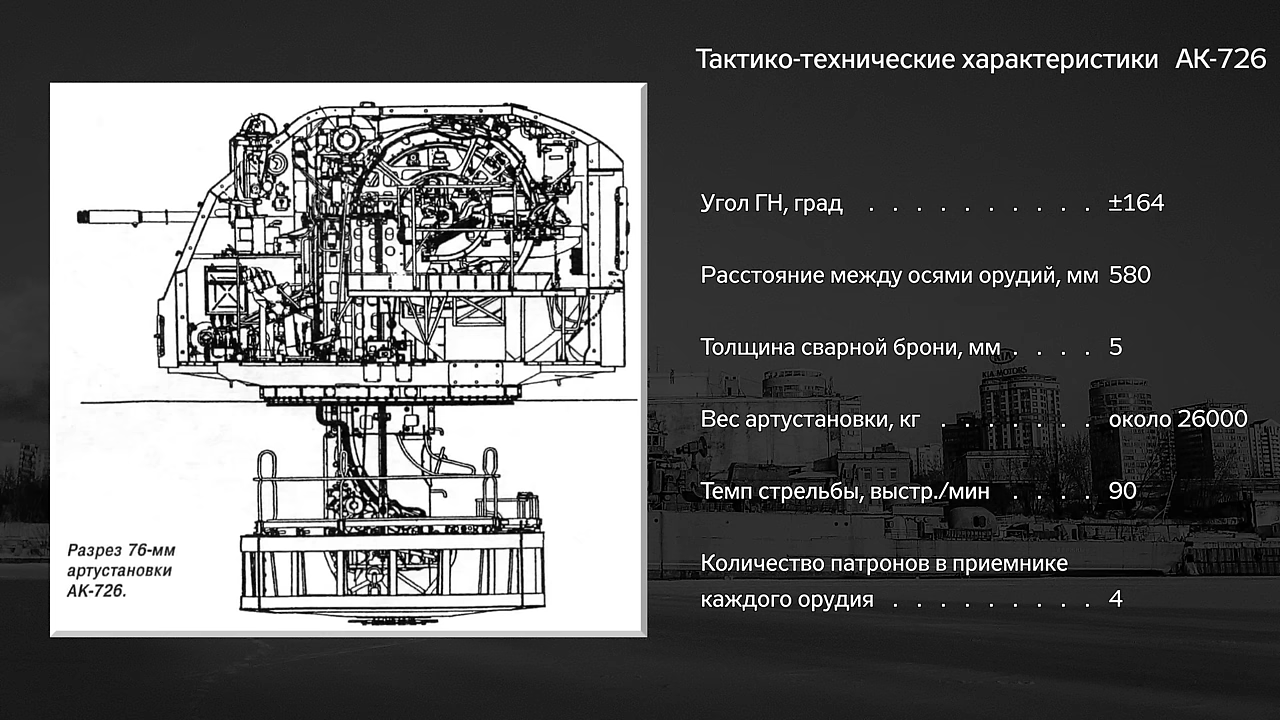 Тактико-технические характеристики АК-726
Угол ГН, град . . . . . . . . . . ±164
Расстояние между осями орудий, мм 580
Толщина сварной брони, мм . . . . 5
Вес артустановки, кг . . . . . . . около 26000
Темп стрельбы, выстр./мин . . . . 90
Количество патронов в приемнике
каждого орудия . . . . . . . . . 4
Разрез 76-мм
артустановки
АК-726.
KIA MOTORS